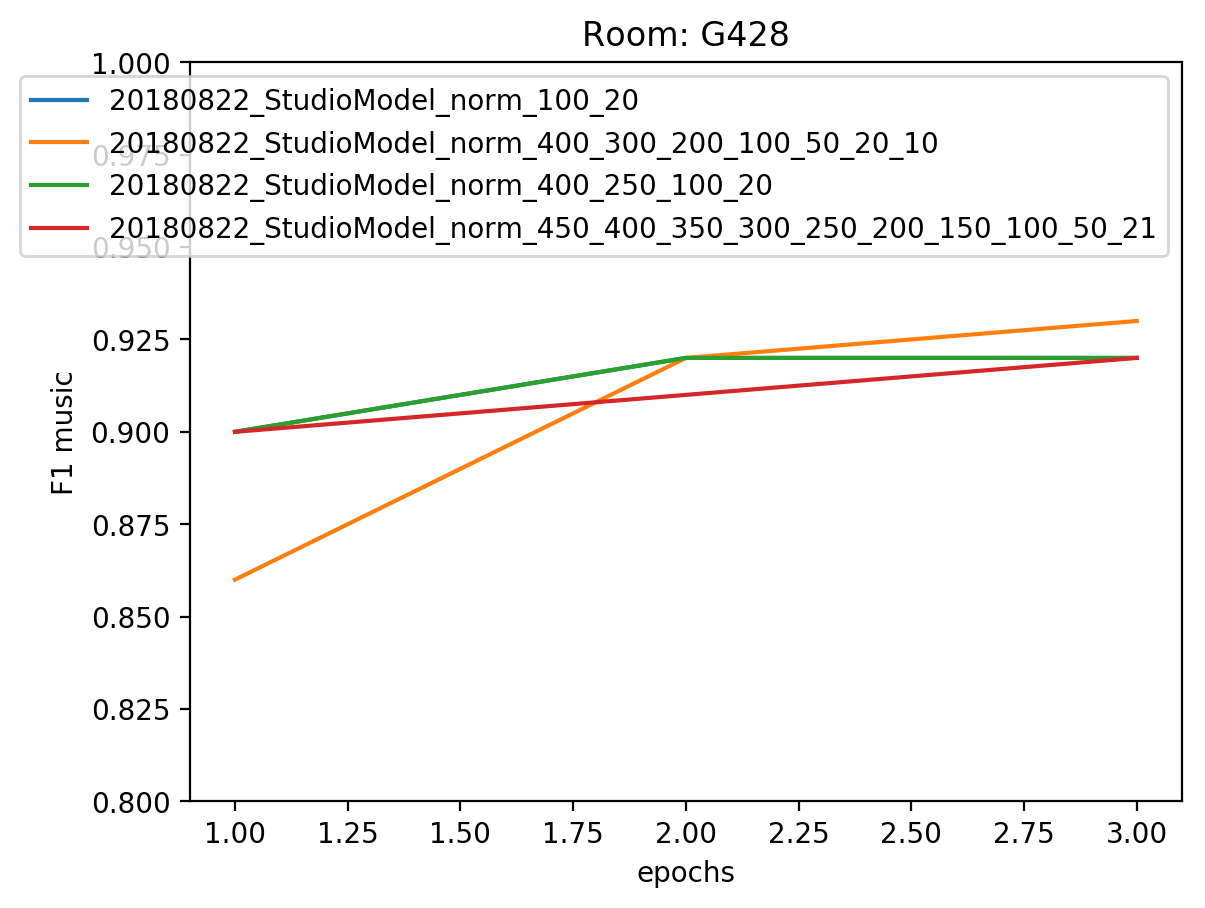 Room: G428
1.000
20180822_StudioModel_norm_100_20
20180822_StudioModel_norm_400_300_200_100_50_20_10
0.975
20180822_StudioModel_norm_400_250_100_20
20180822_StudioModel_norm_450_400_350_300_250_200_150_100_50_21
0.950
0.925
0.900
0.875
0.850
0.825
0.800
F1 music
1.00 1.25 1.50 1.75 2.00 2.25 2.50 2.75 3.00
epochs